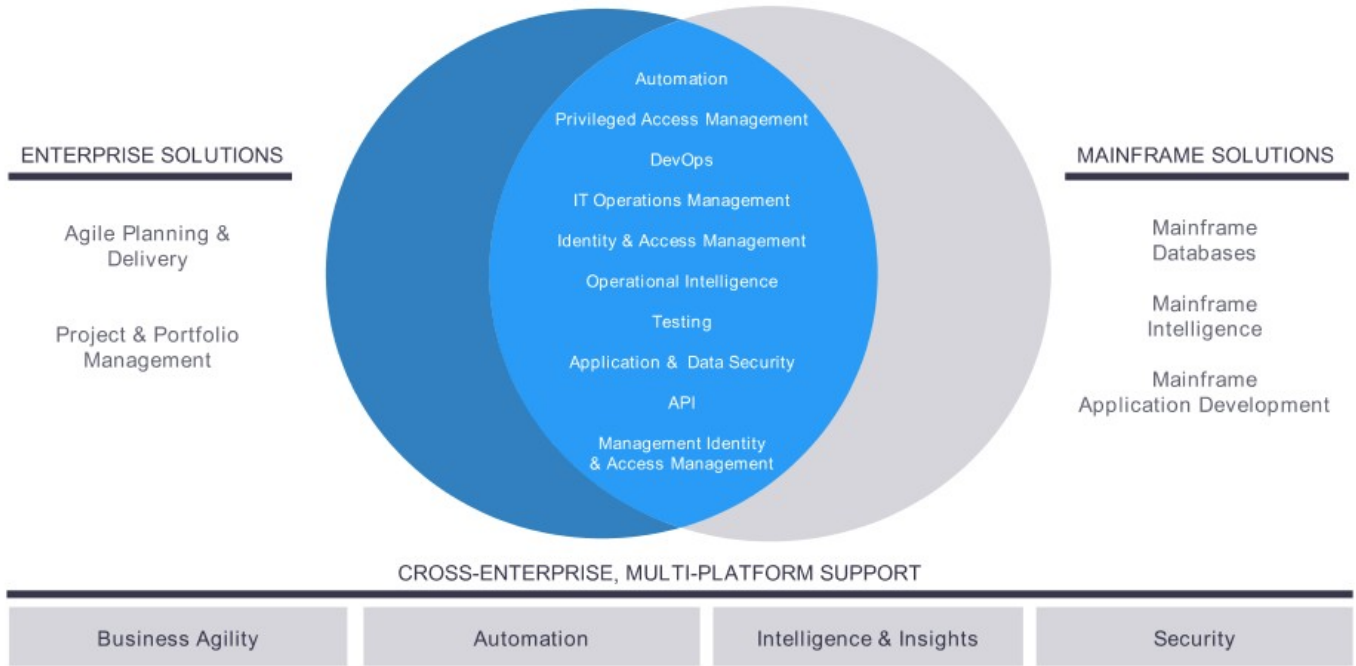 Automation
Privileged Access Management
DevOps
IT Operations Management
Identity & Access Management
Operational Intelligence
Testing
Application & Data Security
API
Management Identity
& Access Management
ENTERPRISE SOLUTIONS
Agile Planning &
Delivery
Project & Portfolio
Management
MAINFRAME SOLUTIONS
Mainframe
Databases
Mainframe
Intelligence
Mainframe
Application Development
CROSS-ENTERPRISE, MULTI-PLATFORM SUPPORT
Business Agility
Automation
Intelligence & Insights
Security